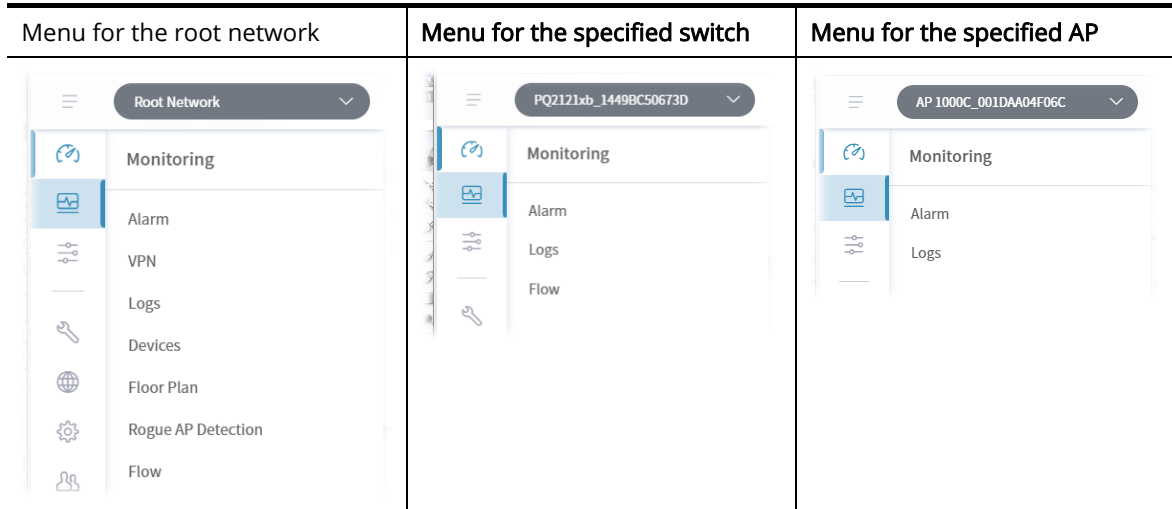 Menu for the root network
Menu for the specified switch
Menu for the specified AP
Root Network
Monitoring
Alarm
VPN
Logs
Devices
Floor Plan
Rogue AP Detection
Flow
PQ2121xb_1449BC50673D
Monitoring
Alarm
Logs
Flow
AP 1000C_001DAA04F06C
Monitoring
Alarm
Logs